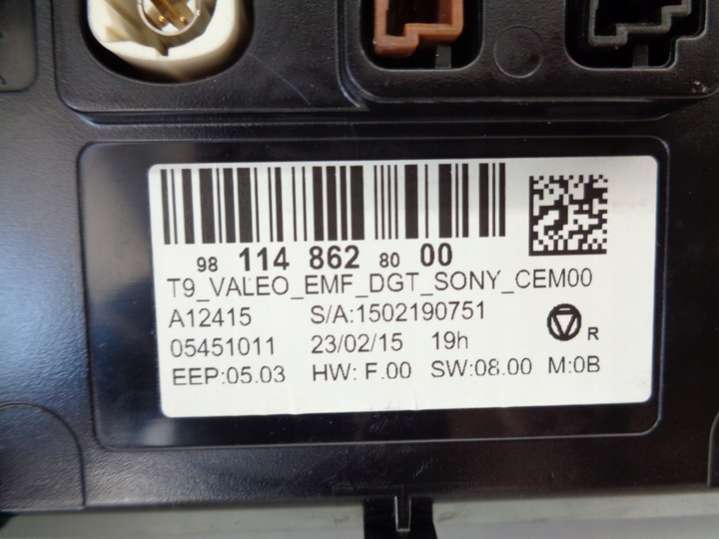 98 114 862 80 00
T9_VALEO_EMF_DGT_SONY_CEM00
A12415 S/A:1502190751
05451011 23/02/15 19h
R
EEP:05.03 HW: F.00 SW:08.00 M:0B